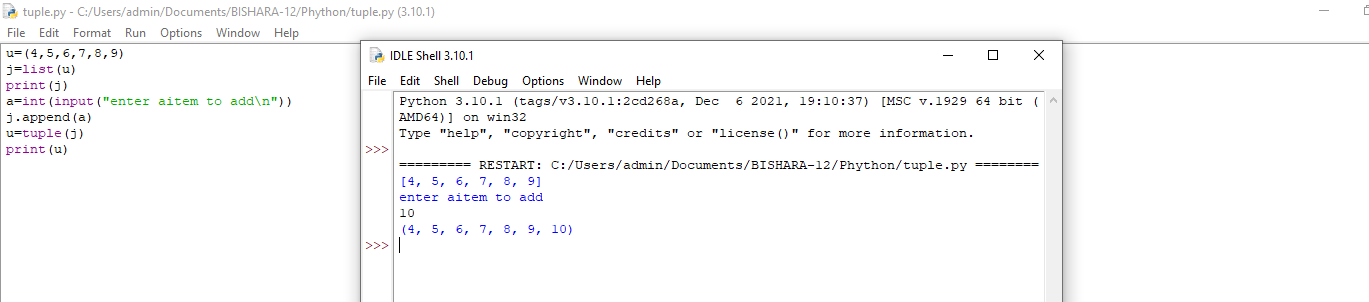 tuple.py - C:/Users/admin/Documents/BISHARA-12/Phython/tuple.py (3.10.1)
File Edit Format Run Options Window Help
u=(4,5,6,7,8,9)
j=list(u)
print(j)
a=int(input("enter aitem to add\n"))
j.append(a)
u=tuple(j)
print(u)
IDLE Shell 3.10.1
File Edit Shell Debug Options Window Help
Python 3.10.1 (tags/v3.10.1:2cd268a, Dec 6 2021, 19:10:37) [MSC v.1929 64 bit (
AMD64)] on win32
Type "help", "copyright", "credits" or "license()" for more information.
>>>
========= RESTART: C:/Users/admin/Documents/BISHARA-12/Phython/tuple.py ========
[4, 5, 6, 7, 8, 9]
enter aitem to add
10
(4, 5, 6, 7, 8, 9, 10)
>>>